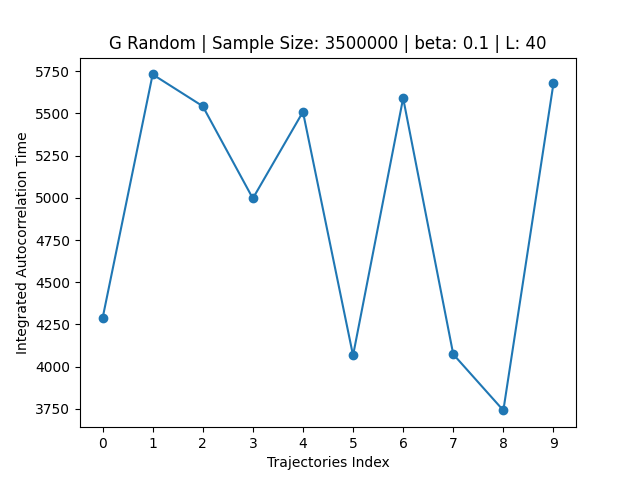 G Random | Sample Size: 3500000 | beta: 0.1 | L: 40
Integrated Autocorrelation Time
5750
5500
5250
5000
4750
4500
4250
4000
3750
0 1 2 3 4 5 6 7 8 9
Trajectories Index